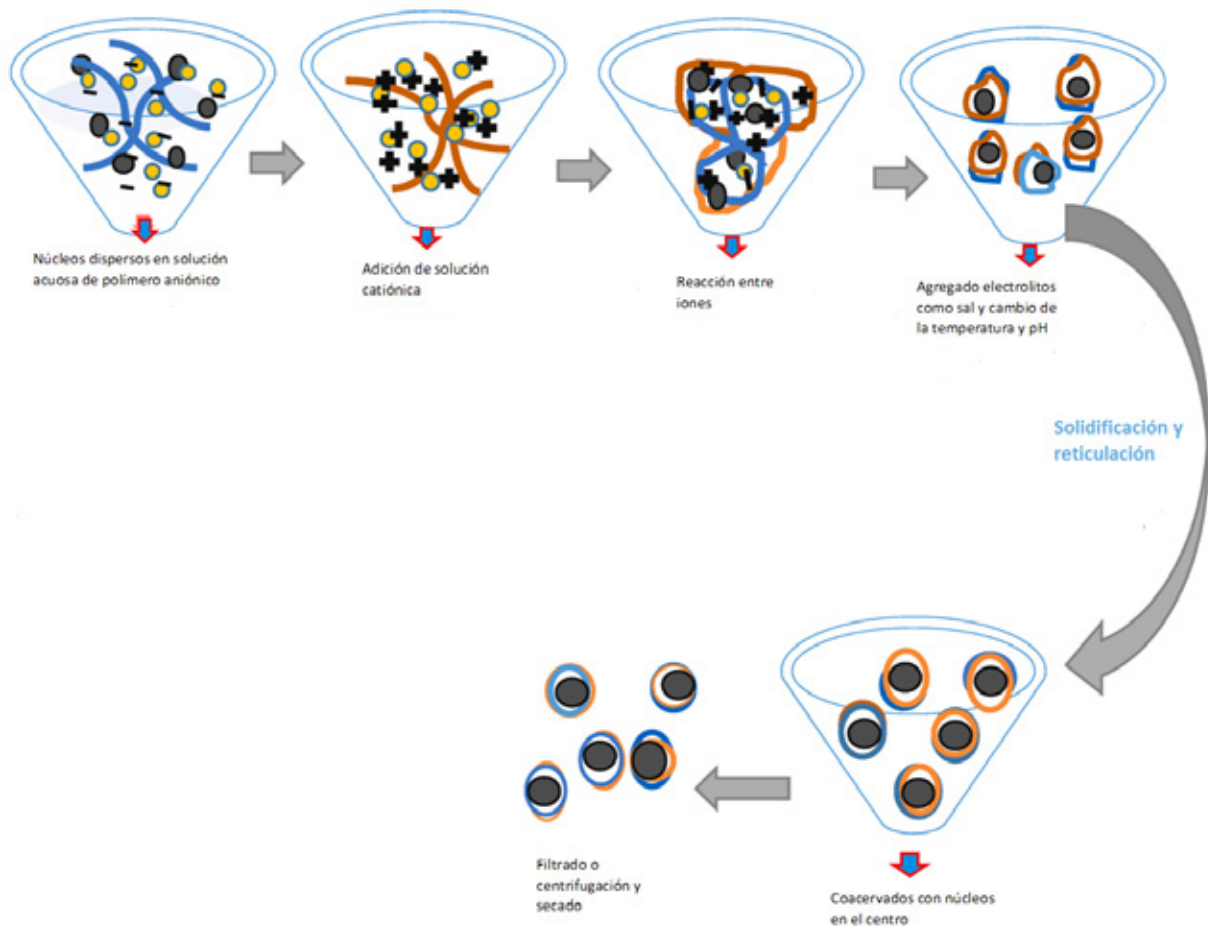 Núcleos dispersos en solución
acuosa de polímero aniónico
Adición de solución
catiónica
Reacción entre
iones
Agregado electrolitos
como sal y cambio de
la temperatura y pH
Solidificación y
reticulación
Coacervados con núcleos
en el centro
Filtrado o
centrifugación y
secado